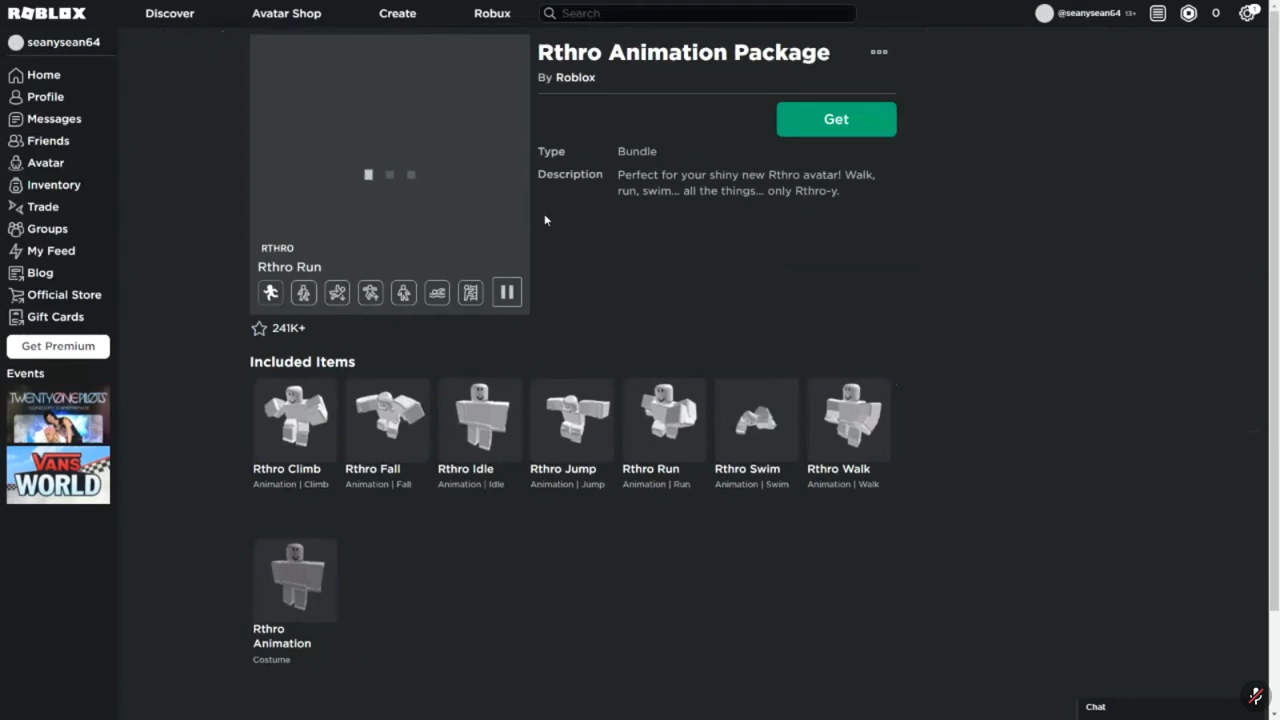 ROBLOX
Discover
Avatar Shop
Create
Robux
Search
@seanysean64 13+
0
1
seanysean64
Home
Profile
Messages
Friends
Avatar
Inventory
Trade
Groups
My Feed
Blog
Official Store
Gift Cards
Get Premium
Events
TWENTY ONE PILOTS
VANS
WORLD
RTHRO
Rthro Run
241K+
Rthro Animation Package
By Roblox
Get
Type
Bundle
Description
Perfect for your shiny new Rthro avatar! Walk,
run, swim... all the things... only Rthro-y.
Included Items
Rthro Climb
Animation | Climb
Rthro Fall
Animation | Fall
Rthro Idle
Animation | Idle
Rthro Jump
Animation | Jump
Rthro Run
Animation | Run
Rthro Swim
Animation | Swim
Rthro Walk
Animation | Walk
Rthro
Animation
Costume
Chat